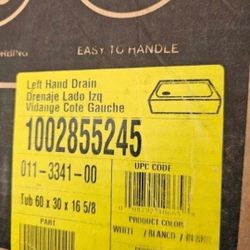 EASY TO HANDLE
Left Hand Drain
Drenaje Lado Izq
Vidange Cote Gauche
1002855245
011-3341-00
UPC CODE
Tub 60 x 30 x 16 5/8
PART
PRODUCT COLOR
WHITE /BLANCO /BLANC